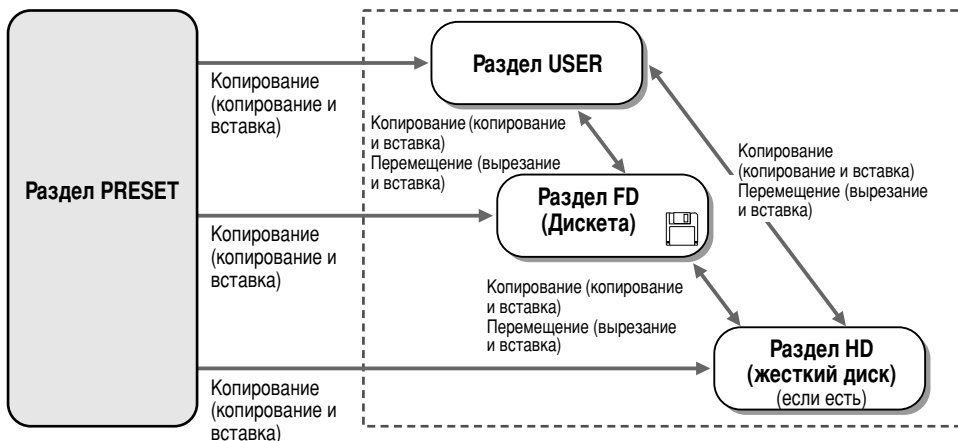 Раздел PRESET
Копирование
(копирование и
вставка)
Раздел USER
Копирование (копирование
и вставка)
Перемещение (вырезание
и вставка)
Копирование
(копирование и вставка)
Перемещение (вырезание
и вставка)
Копирование
(копирование и
вставка)
Раздел FD
(Дискета)
Копирование (копирование
и вставка)
Перемещение (вырезание
и вставка)
Копирование
(копирование и
вставка)
Раздел HD
(жесткий диск)
(если есть)